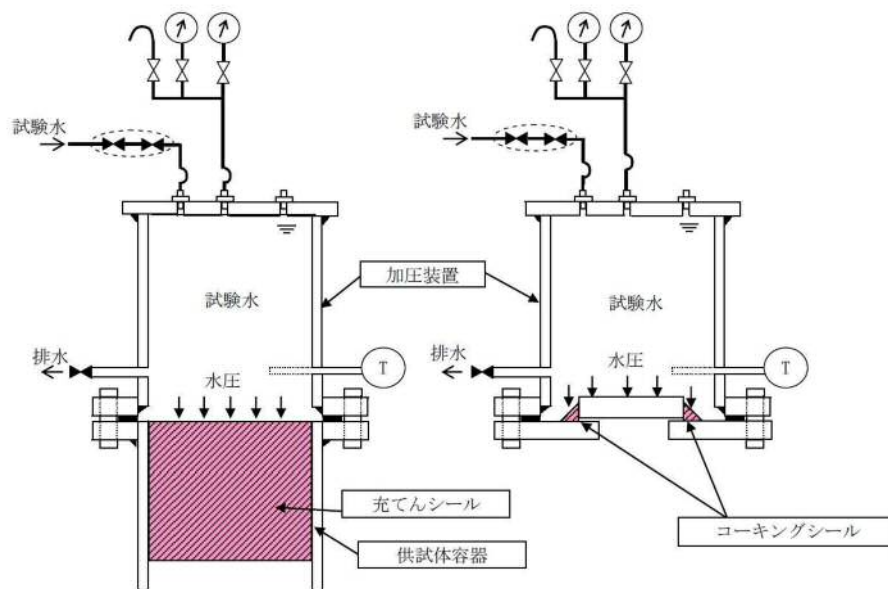 試験水
試験水
加圧装置
試験水
試験水
排水
水圧
T
排水
水圧
T
充てんシール
供試体容器
コーキングシール